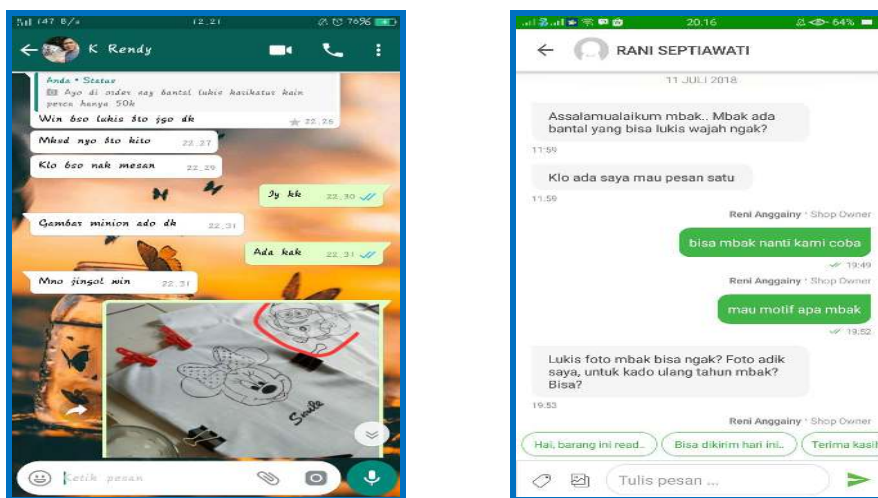 12.21
76%
K Rendy
Anda • Status
Ayo di order nay bantal lukis kasikatur kain
perca hanya 50k
Win bso lukis fto jgo dk
22.26
Mksd nyo fto kito
22.27
Klo bso nak mesan
22.29
Iy kk
22.30
Gambar minion ado dk
22.31
Ada kak
22.31
Mno jingol win
22.31
Smile
Ketik pesan
20.16
64%
RANI SEPTIAWATI
11 JULI 2018
Assalamualaikum mbak.. Mbak ada
bantal yang bisa lukis wajah ngak?
11:59
Klo ada saya mau pesan satu
11.59
Reni Anggainy • Shop Owner
bisa mbak nanti kami coba
19:49
Reni Anggainy • Shop Owner
mau motif apa mbak
19.52
Lukis foto mbak bisa ngak? Foto adik
saya, untuk kado ulang tahun mbak?
Bisa?
19.53
Reni Anggainy • Shop Owner
Hai, barang ini read..
Bisa dikirim hari ini..
Terima kasih
Tulis pesan ...